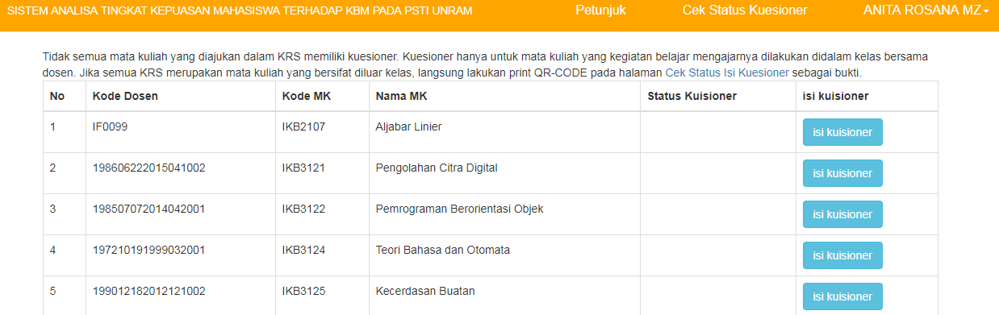 SISTEM ANALISA TINGKAT KEPUASAN MAHASISWA TERHADAP KBM PADA PSTI UNRAM Petunjuk Cek Status Kuesioner ANITA ROSANA MZ
Tidak semua mata kuliah yang diajukan dalam KRS memiliki kuesioner. Kuesioner hanya untuk mata kuliah yang kegiatan belajar mengajarnya dilakukan didalam kelas bersama
dosen. Jika semua KRS merupakan mata kuliah yang bersifat diluar kelas, langsung lakukan print QR-CODE pada halaman Cek Status Isi Kuesioner sebagai bukti.
No Kode Dosen Kode MK Nama MK Status Kuisioner isi kuisioner
1 IF0099 IKB2107 Aljabar Linier isi kuisioner
2 198606222015041002 IKB3121 Pengolahan Citra Digital isi kuisioner
3 198507072014042001 IKB3122 Pemrograman Berorientasi Objek isi kuisioner
4 197210191999032001 IKB3124 Teori Bahasa dan Otomata isi kuisioner
5 199012182012121002 IKB3125 Kecerdasan Buatan isi kuisioner